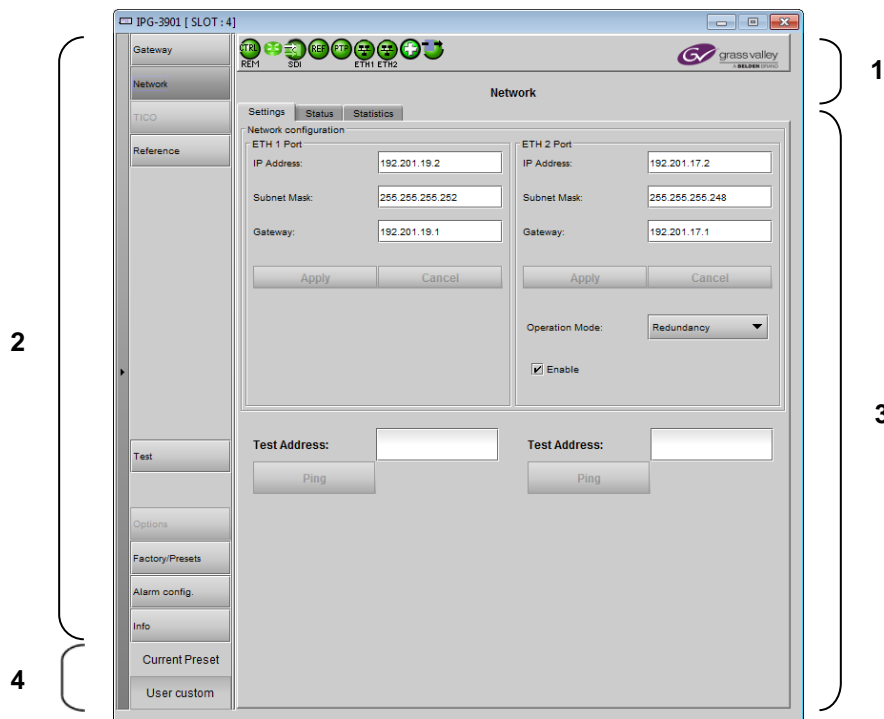 IPG-3901 [ SLOT : 4]
Gateway
CTRL REF PTP
REM SDI ETH1 ETH2
GV grass valley
A BELDEN BRAND
1
Network
Network
TICO
Settings Status Statistics
Reference
Network configuration
ETH 1 Port ETH 2 Port
IP Address: 192.201.19.2 IP Address: 192.201.17.2
Subnet Mask: 255.255.255.252 Subnet Mask: 255.255.255.248
Gateway: 192.201.19.1 Gateway: 192.201.17.1
Apply Cancel Apply Cancel
Operation Mode: Redundancy
2
Enable
3
Test Address: Test Address:
Test
Ping Ping
Options
Factory/Presets
Alarm config.
Info
Current Preset
4
User custom